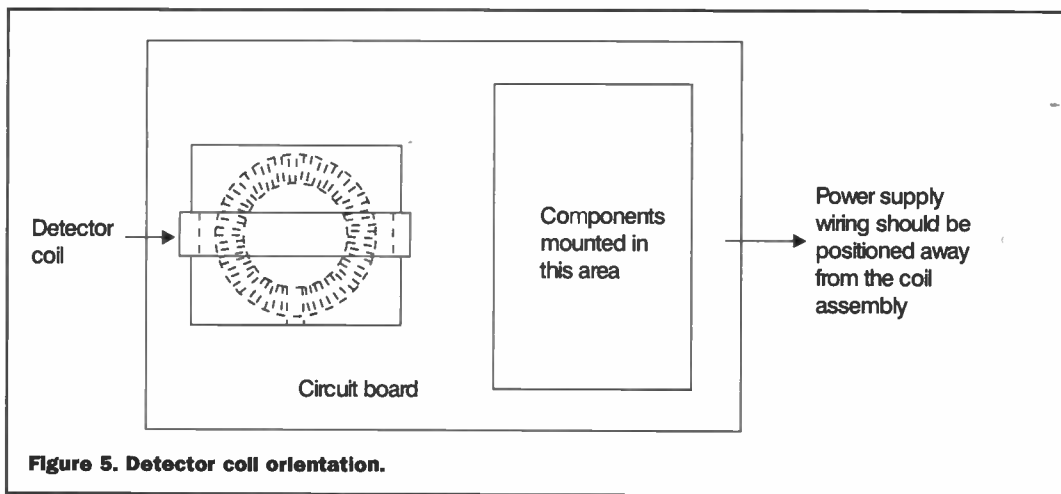 Detector
coil
Components
mounted in
this area
Power supply
wiring should be
positioned away
from the coil
assembly
Circuit board
Figure 5. Detector coil orientation.